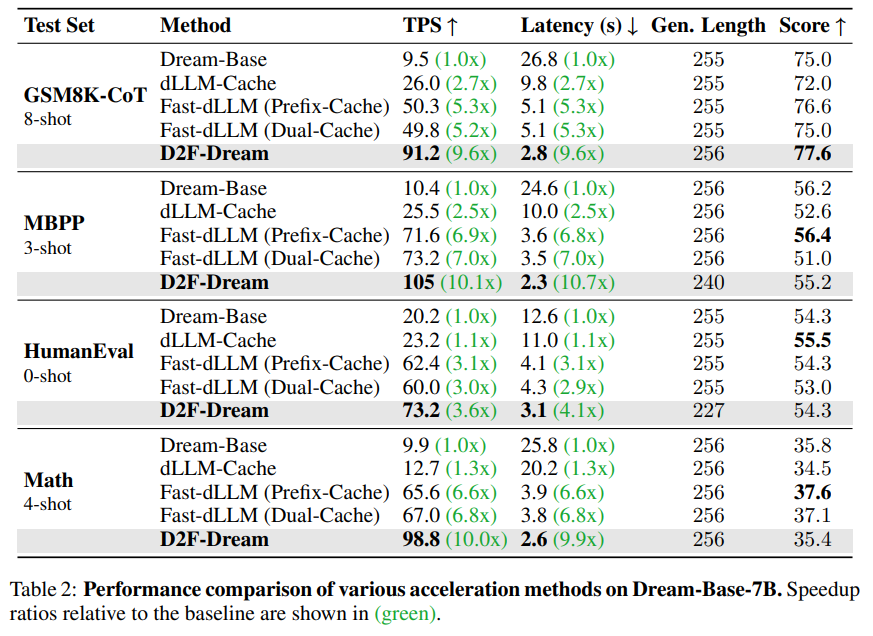 Test Set Method TPS ↑ Latency (s) ↓ Gen. Length Score ↑
Dream-Base 9.5 (1.0x) 26.8 (1.0x) 255 75.0
GSM8K-CoT dLLM-Cache 26.0 (2.7x) 9.8 (2.7x) 255 72.0
8-shot Fast-dLLM (Prefix-Cache) 50.3 (5.3x) 5.1 (5.3x) 255 76.6
Fast-dLLM (Dual-Cache) 49.8 (5.2x) 5.1 (5.3x) 255 75.0
D2F-Dream 91.2 (9.6x) 2.8 (9.6x) 256 77.6
Dream-Base 10.4 (1.0x) 24.6 (1.0x) 256 56.2
MBPP dLLM-Cache 25.5 (2.5x) 10.0 (2.5x) 256 52.6
3-shot Fast-dLLM (Prefix-Cache) 71.6 (6.9x) 3.6 (6.8x) 256 56.4
Fast-dLLM (Dual-Cache) 73.2 (7.0x) 3.5 (7.0x) 256 51.0
D2F-Dream 105 (10.1x) 2.3 (10.7x) 240 55.2
Dream-Base 20.2 (1.0x) 12.6 (1.0x) 255 54.3
HumanEval dLLM-Cache 23.2 (1.1x) 11.0 (1.1x) 255 55.5
0-shot Fast-dLLM (Prefix-Cache) 62.4 (3.1x) 4.1 (3.1x) 255 54.3
Fast-dLLM (Dual-Cache) 60.0 (3.0x) 4.3 (2.9x) 255 53.0
D2F-Dream 73.2 (3.6x) 3.1 (4.1x) 227 54.3
Dream-Base 9.9 (1.0x) 25.8 (1.0x) 256 35.8
Math dLLM-Cache 12.7 (1.3x) 20.2 (1.3x) 256 34.5
4-shot Fast-dLLM (Prefix-Cache) 65.6 (6.6x) 3.9 (6.6x) 256 37.6
Fast-dLLM (Dual-Cache) 67.0 (6.8x) 3.8 (6.8x) 256 37.1
D2F-Dream 98.8 (10.0x) 2.6 (9.9x) 256 35.4
Table 2: Performance comparison of various acceleration methods on Dream-Base-7B. Speedup
ratios relative to the baseline are shown in (green).